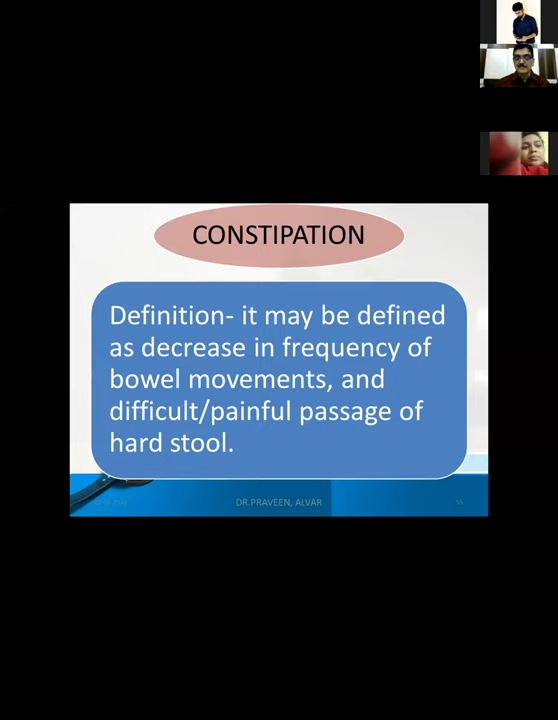 CONSTIPATION
Definition- it may be defined
as decrease in frequency of
bowel movements, and
difficult/painful passage of
hard stool.
DR.PRAVEEN, ALVAR
55